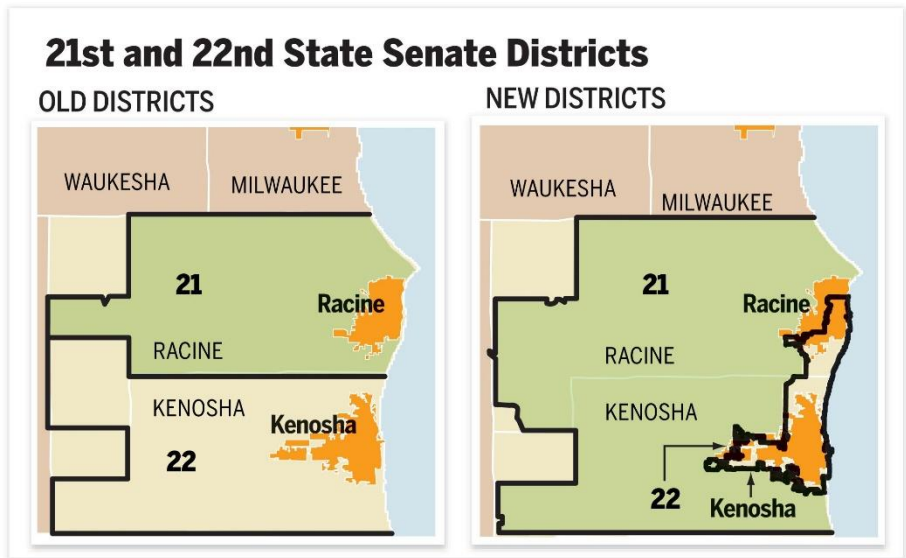 21st and 22nd State Senate Districts
OLD DISTRICTS
WAUKESHA
MILWAUKEE
21
Racine
RACINE
KENOSHA
Kenosha
22
NEW DISTRICTS
WAUKESHA
MILWAUKEE
21
Racine
RACINE
KENOSHA
22
Kenosha